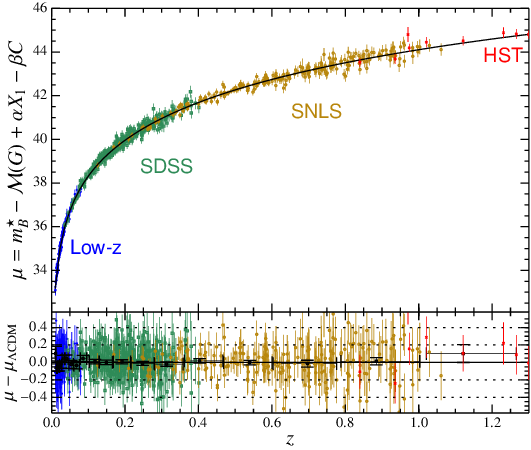 46
44
42
40
38
36
34
μ = m⋆B − M(G) + αX1 − βC
HST
SNLS
SDSS
Low-z
0.4
0.2
0.0
−0.2
−0.4
μ − μΛCDM
0.0 0.2 0.4 0.6 0.8 1.0 1.2
z